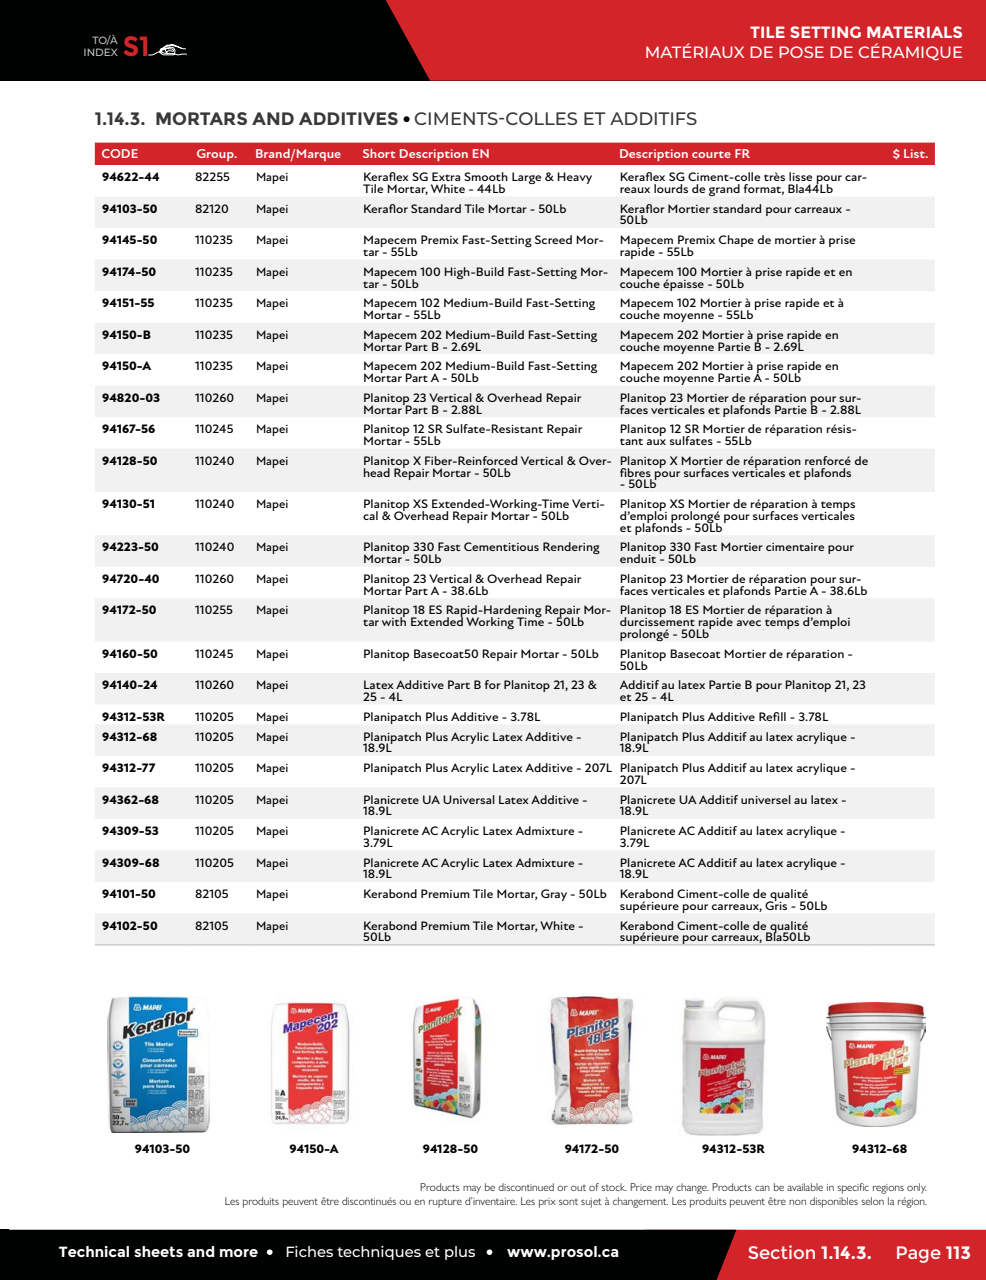 TO/À
INDEX S1
TILE SETTING MATERIALS
MATÉRIAUX DE POSE DE CÉRAMIQUE
1.14.3. MORTARS AND ADDITIVES • CIMENTS-COLLES ET ADDITIFS
CODE Group. Brand/Marque Short Description EN Description courte FR $ List.
94622-44 82255 Mapei Keraflex SG Extra Smooth Large & Heavy Keraflex SG Ciment-colle très lisse pour car-
Tile Mortar, White - 44Lb reaux lourds de grand format, Bla44Lb
94103-50 82120 Mapei Keraflor Standard Tile Mortar - 50Lb Keraflor Mortier standard pour carreaux -
50Lb
94145-50 110235 Mapei Mapecem Premix Fast-Setting Screed Mor- Mapecem Premix Chape de mortier à prise
tar - 55Lb rapide - 55Lb
94174-50 110235 Mapei Mapecem 100 High-Build Fast-Setting Mor- Mapecem 100 Mortier à prise rapide et en
tar - 50Lb couche épaisse - 50Lb
94151-55 110235 Mapei Mapecem 102 Medium-Build Fast-Setting Mapecem 102 Mortier à prise rapide et à
Mortar - 55Lb couche moyenne - 55Lb
94150-B 110235 Mapei Mapecem 202 Medium-Build Fast-Setting Mapecem 202 Mortier à prise rapide en
Mortar Part B - 2.69L couche moyenne Partie B - 2.69L
94150-A 110235 Mapei Mapecem 202 Medium-Build Fast-Setting Mapecem 202 Mortier à prise rapide en
Mortar Part A - 50Lb couche moyenne Partie A - 50Lb
94820-03 110260 Mapei Planitop 23 Vertical & Overhead Repair Planitop 23 Mortier de réparation pour sur-
Mortar Part B - 2.88L faces verticales et plafonds Partie B - 2.88L
94167-56 110245 Mapei Planitop 12 SR Sulfate-Resistant Repair Planitop 12 SR Mortier de réparation résis-
Mortar - 55Lb tant aux sulfates - 55Lb
94128-50 110240 Mapei Planitop X Fiber-Reinforced Vertical & Over- Planitop X Mortier de réparation renforcé de
head Repair Mortar - 50Lb fibres pour surfaces verticales et plafonds
- 50Lb
94130-51 110240 Mapei Planitop XS Extended-Working-Time Verti- Planitop XS Mortier de réparation à temps
cal & Overhead Repair Mortar - 50Lb d'emploi prolongé pour surfaces verticales
et plafonds - 50Lb
94223-50 110240 Mapei Planitop 330 Fast Cementitious Rendering Planitop 330 Fast Mortier cimentaire pour
Mortar - 50Lb enduit - 50Lb
94720-40 110260 Mapei Planitop 23 Vertical & Overhead Repair Planitop 23 Mortier de réparation pour sur-
Mortar Part A - 38.6Lb faces verticales et plafonds Partie A - 38.6Lb
94172-50 110255 Mapei Planitop 18 ES Rapid-Hardening Repair Mor- Planitop 18 ES Mortier de réparation à
tar with Extended Working Time - 50Lb durcissement rapide avec temps d'emploi
prolongé - 50Lb
94160-50 110245 Mapei Planitop Basecoat50 Repair Mortar - 50Lb Planitop Basecoat Mortier de réparation -
50Lb
94140-24 110260 Mapei Latex Additive Part B for Planitop 21, 23 & Additif au latex Partie B pour Planitop 21, 23
25 - 4L et 25 - 4L
94312-53R 110205 Mapei Planipatch Plus Additive - 3.78L Planipatch Plus Additive Refill - 3.78L
94312-68 110205 Mapei Planipatch Plus Acrylic Latex Additive - Planipatch Plus Additif au latex acrylique -
18.9L 18.9L
94312-77 110205 Mapei Planipatch Plus Acrylic Latex Additive - 207L Planipatch Plus Additif au latex acrylique -
207L
94362-68 110205 Mapei Planicrete UA Universal Latex Additive - Planicrete UA Additif universel au latex -
18.9L 18.9L
94309-53 110205 Mapei Planicrete AC Acrylic Latex Admixture - Planicrete AC Additif au latex acrylique -
3.79L 3.79L
94309-68 110205 Mapei Planicrete AC Acrylic Latex Admixture - Planicrete AC Additif au latex acrylique -
18.9L 18.9L
94101-50 82105 Mapei Kerabond Premium Tile Mortar, Gray - 50Lb Kerabond Ciment-colle de qualité
supérieure pour carreaux, Gris - 50Lb
94102-50 82105 Mapei Kerabond Premium Tile Mortar, White - Kerabond Ciment-colle de qualité
50Lb supérieure pour carreaux, Bla50Lb
MAPEI
Keraflor
Tile Mortar
Ciment-colle
pour carreaux
Mortero
para losetas
MAPEI
Mapecem
202
A
MAPEI
Planitop X
MAPEI
Planitop
18 ES
MAPEI
Planipatch
Plus
MAPEI
Planipatch
Plus
94103-50 94150-A 94128-50 94172-50 94312-53R 94312-68
Products may be discontinued or out of stock. Price may change. Products can be available in specific regions only.
Les produits peuvent être discontinués ou en rupture d'inventaire. Les prix sont sujet à changement. Les produits peuvent être non disponibles selon la région.
Technical sheets and more • Fiches techniques et plus • www.prosol.ca
Section 1.14.3. Page 113